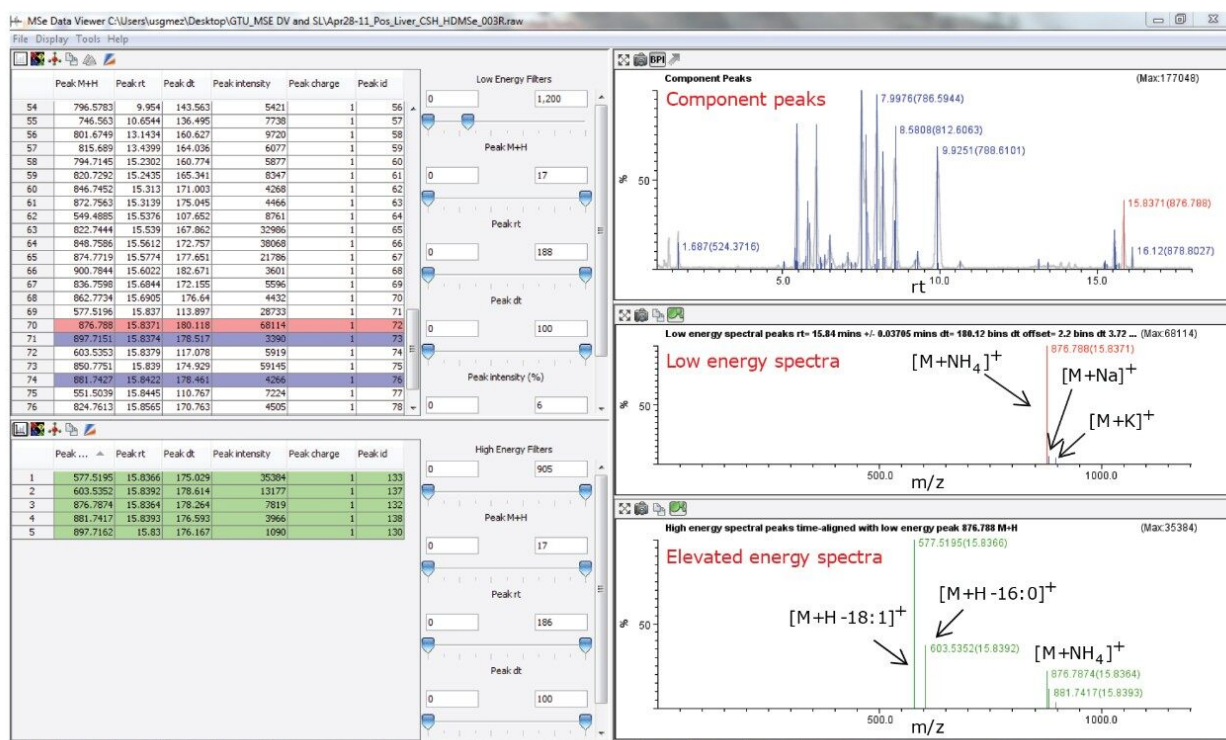 MSe Data Viewer C:\Users\usgmez\Desktop\GTU_MSE DV and SL\Apr28-11_Pos_Liver_CSH_HDMSe_003R.raw
File Display Tools Help
Peak M+H Peak rt Peak dt Peak intensity Peak charge Peak id
54 796.5783 9.954 143.563 5421 1 56
55 746.563 10.6544 136.495 7738 1 57
56 801.6749 13.1434 160.627 9720 1 58
57 815.689 13.4399 164.036 6077 1 59
58 794.7145 15.2302 160.774 5877 1 60
59 820.7292 15.2435 165.341 8347 1 61
60 846.7452 15.313 171.003 4268 1 62
61 872.7563 15.3139 175.045 4466 1 63
62 549.4885 15.5376 107.652 8761 1 64
63 822.7444 15.539 167.862 32986 1 65
64 848.7586 15.5612 172.757 38068 1 66
65 874.7719 15.5774 177.651 21786 1 67
66 900.7844 15.6022 182.671 3601 1 68
67 836.7598 15.6844 172.155 5596 1 69
68 862.7734 15.6905 176.64 4432 1 70
69 577.5196 15.837 113.897 28733 1 71
70 876.788 15.8371 180.118 68114 1 72
71 897.7151 15.8374 178.517 3390 1 73
72 603.5353 15.8379 117.078 5919 1 74
73 850.7751 15.839 174.929 59145 1 75
74 881.7427 15.8422 178.461 4266 1 76
75 551.5039 15.8445 110.767 7224 1 77
76 824.7613 15.8565 170.763 4505 1 78
Low Energy Filters
0 1,200
Peak M+H
0 17
Peak rt
0 188
Peak dt
0 100
Peak intensity (%)
0 6
BPI
Component Peaks (Max:177048)
Component peaks
7.9976(786.5944)
8.5808(812.6063)
9.9251(788.6101)
15.8371(876.788)
1.687(524.3716)
16.12(878.8027)
%
50
5.0 10.0 15.0
rt
Low energy spectral peaks rt= 15.84 mins +/- 0.03705 mins dt= 180.12 bins dt offset= 2.2 bins dt 3.72 ... (Max:68114)
Low energy spectra
876.788(15.8371)
[M+NH4]+
[M+Na]+
[M+K]+
%
50
500.0 1000.0
m/z
Peak ... Peak rt Peak dt Peak intensity Peak charge Peak id
1 577.5195 15.8366 175.029 35384 1 133
2 603.5352 15.8392 178.614 13177 1 137
3 876.7874 15.8364 178.264 7819 1 132
4 881.7417 15.8393 176.593 3966 1 138
5 897.7162 15.83 176.167 1090 1 130
High Energy Filters
0 905
Peak M+H
0 17
Peak rt
0 186
Peak dt
0 100
High energy spectral peaks time-aligned with low energy peak 876.788 M+H (Max:35384)
577.5195(15.8366)
Elevated energy spectra
[M+H-16:0]+
[M+H-18:1]+
603.5352(15.8392)
[M+NH4]+
876.7874(15.8364)
881.7417(15.8393)
%
50
500.0 1000.0
m/z